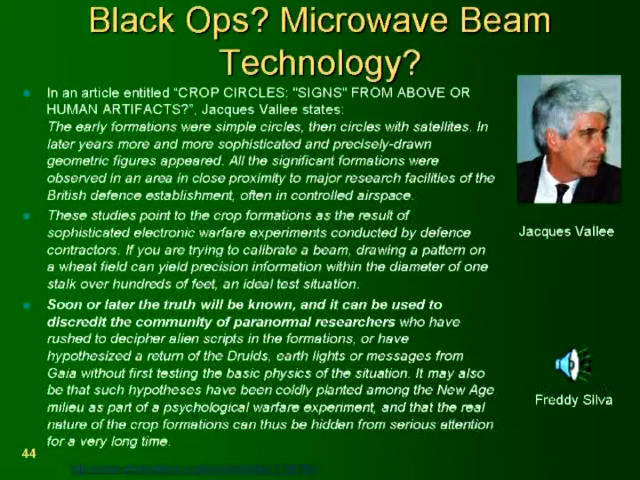 Black Ops? Microwave Beam
Technology?
In an article entitled “CROP CIRCLES: "SIGNS" FROM ABOVE OR
HUMAN ARTIFACTS?”, Jacques Vallee states:
The early formations were simple circles, then circles with satellites. In
later years more and more sophisticated and precisely-drawn
geometric figures appeared. All the significant formations were
observed in an area in close proximity to major research facilities of the
British defence establishment, often in controlled airspace.
These studies point to the crop formations as the result of
sophisticated electronic warfare experiments conducted by defence
contractors. If you are trying to calibrate a beam, drawing a pattern on
a wheat field can yield precision information within the diameter of one
stalk over hundreds of feet, an ideal test situation.
Soon or later the truth will be known, and it can be used to
discredit the community of paranormal researchers who have
rushed to decipher alien scripts in the formations, or have
hypothesized a return of the Druids, earth lights or messages from
Gaia without first testing the basic physics of the situation. It may also
be that such hypotheses have been coldly planted among the New Age
milieu as part of a psychological warfare experiment, and that the real
nature of the crop formations can thus be hidden from serious attention
for a very long time.
Jacques Vallee
Freddy Silva
44